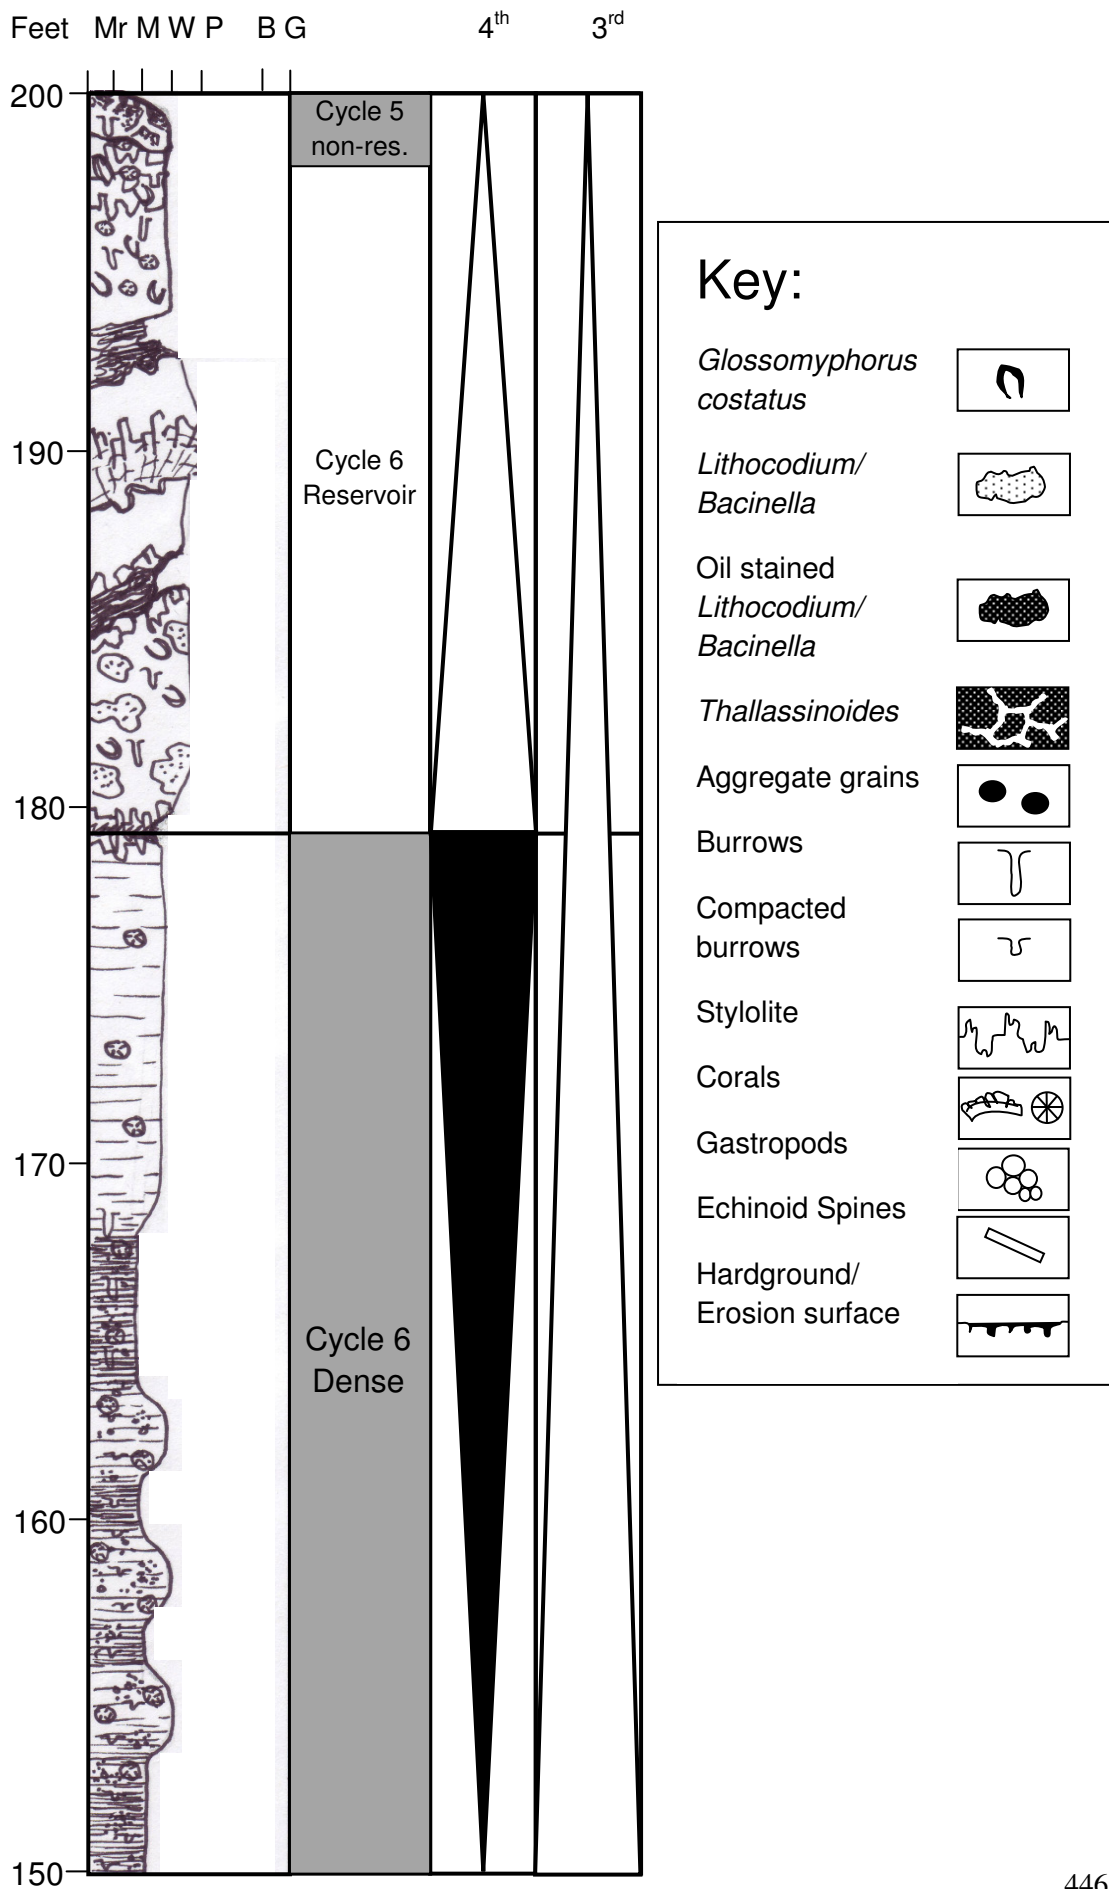 Feet Mr M W P B G 4th 3rd
200
Cycle 5
non-res.
190
Cycle 6
Reservoir
180
170
Cycle 6
Dense
160
150
Key:
Glossomyphorus
costatus
Lithocodium/
Bacinella
Oil stained
Lithocodium/
Bacinella
Thallassinoides
Aggregate grains
Burrows
Compacted
burrows
Stylolite
Corals
Gastropods
Echinoid Spines
Hardground/
Erosion surface
446